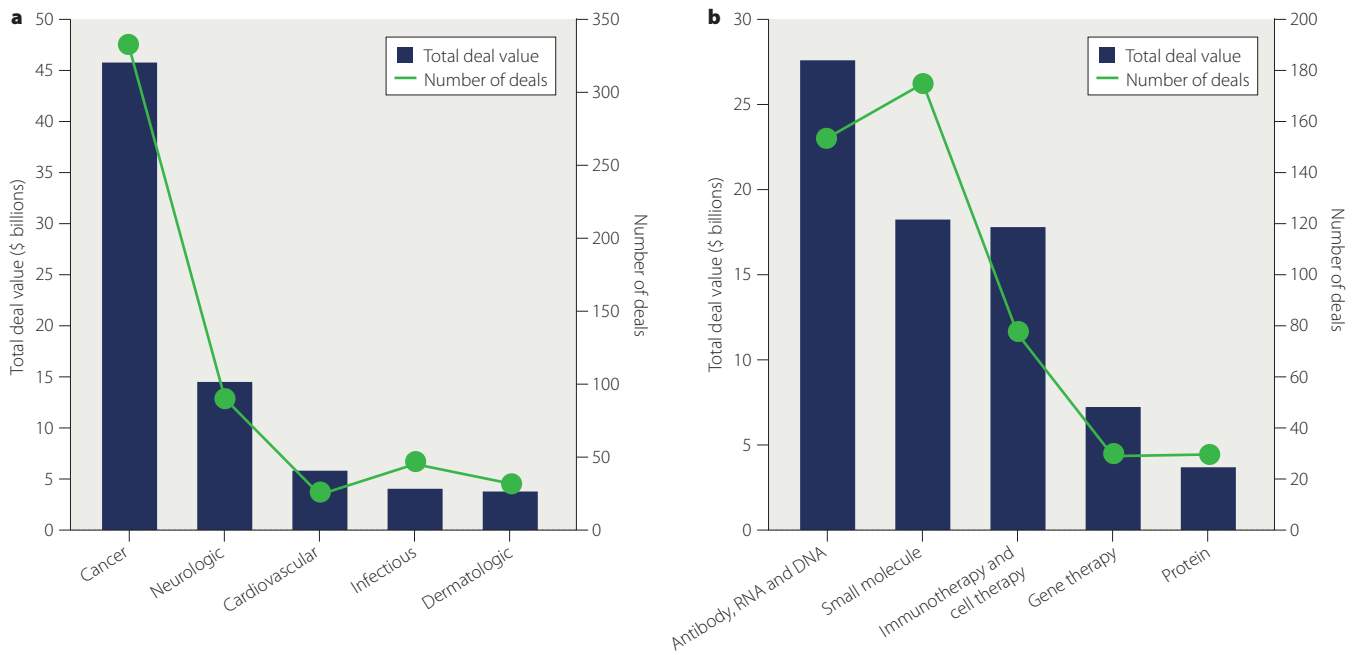 a
Total deal value ($ billions)
50
45
40
35
30
25
20
15
10
5
0
Total deal value
Number of deals
350
300
250
200
150
100
50
0
Number of deals
Cancer
Neurologic
Cardiovascular
Infectious
Dermatologic
b
Total deal value ($ billions)
30
25
20
15
10
5
0
Total deal value
Number of deals
200
180
160
140
120
100
80
60
40
20
0
Number of deals
Antibody, RNA and DNA
Small molecule
Immunotherapy and
cell therapy
Gene therapy
Protein